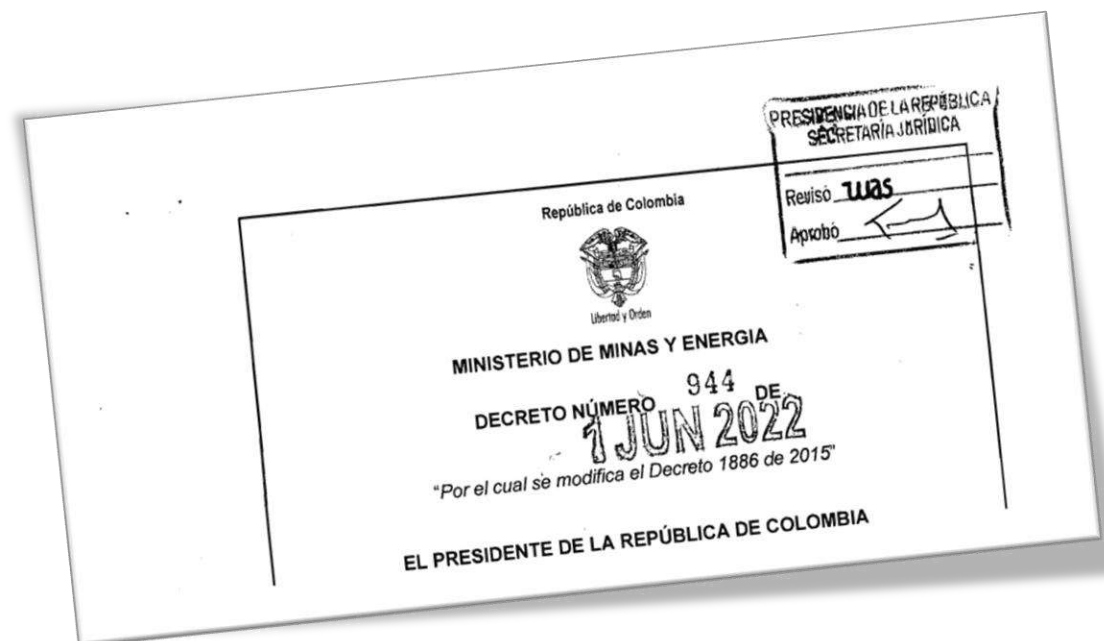 PRESIDENCIA DE LA REPÚBLICA
SECRETARÍA JURÍDICA
Revisó
Aprobó
República de Colombia
Libertad y Orden
MINISTERIO DE MINAS Y ENERGIA
DECRETO NÚMERO 944 DE
1 JUN 2022
“Por el cual se modifica el Decreto 1886 de 2015”
EL PRESIDENTE DE LA REPÚBLICA DE COLOMBIA